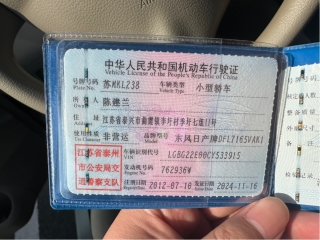 中华人民共和国机动车行驶证
Vehicle License of the People's Republic of China
号牌号码 苏MKL238 车辆类型 小型轿车
Plate No. Vehicle Type
所有人 陈德兰
Owner
住址
Address
使用性质 非营运 品牌型号 东风日产牌DFL7165VAK1
Use Character Model
江苏省泰州
市公安局交
通警察支队
车辆识别代号
VIN
发动机号码 762936W
Engine No.
注册日期 2012-07-10 发证日期 2024-11-16